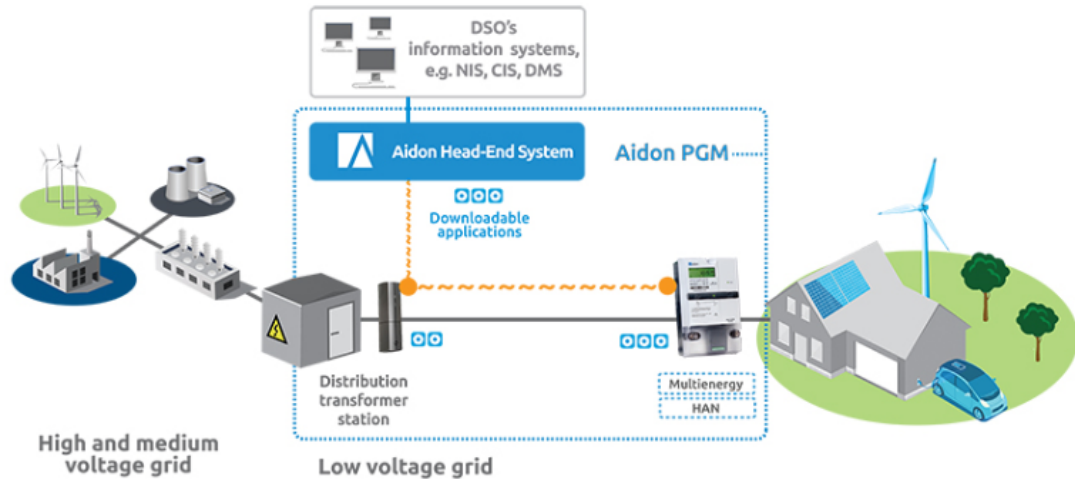 DSO's
information systems,
e.g. NIS, CIS, DMS
Aidon Head-End System
Aidon PGM
Downloadable
applications
Distribution
transformer
station
Multienergy
HAN
High and medium
voltage grid
Low voltage grid